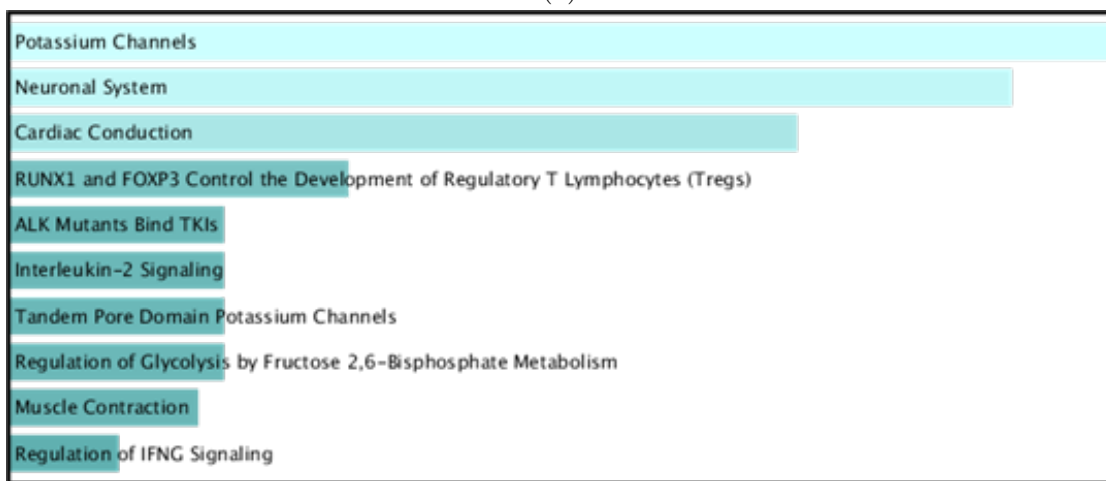 Potassium Channels
Neuronal System
Cardiac Conduction
RUNX1 and FOXP3 Control the Development of Regulatory T Lymphocytes (Tregs)
ALK Mutants Bind TKIs
Interleukin-2 Signaling
Tandem Pore Domain Potassium Channels
Regulation of Glycolysis by Fructose 2,6-Bisphosphate Metabolism
Muscle Contraction
Regulation of IFNG Signaling